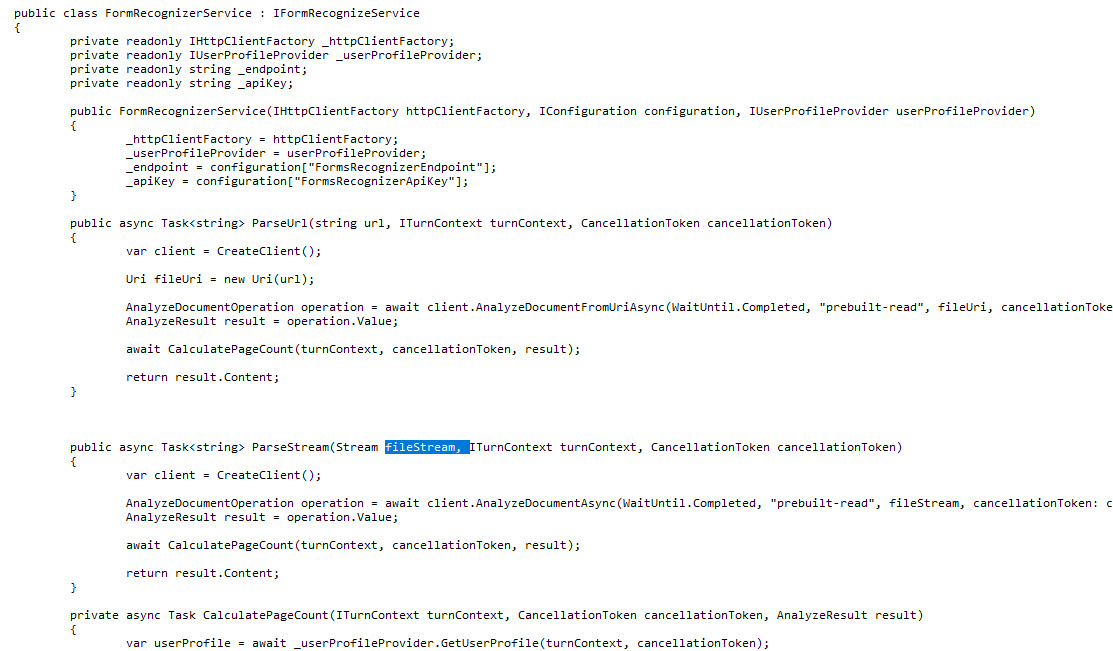 public class FormRecognizerService : IFormRecognizeService
{
private readonly IHttpClientFactory _httpClientFactory;
private readonly IUserProfileProvider _userProfileProvider;
private readonly string _endpoint;
private readonly string _apiKey;
public FormRecognizerService(IHttpClientFactory httpClientFactory, IConfiguration configuration, IUserProfileProvider userProfileProvider)
{
_httpClientFactory = httpClientFactory;
_userProfileProvider = userProfileProvider;
_endpoint = configuration["FormsRecognizerEndpoint"];
_apiKey = configuration["FormsRecognizerApiKey"];
}
public async Task<string> ParseUrl(string url, ITurnContext turnContext, CancellationToken cancellationToken)
{
var client = CreateClient();
Uri fileUri = new Uri(url);
AnalyzeDocumentOperation operation = await client.AnalyzeDocumentFromUriAsync(WaitUntil.Completed, "prebuilt-read", fileUri, cancellationToke
AnalyzeResult result = operation.Value;
await CalculatePageCount(turnContext, cancellationToken, result);
return result.Content;
}
public async Task<string> ParseStream(Stream fileStream, ITurnContext turnContext, CancellationToken cancellationToken)
{
var client = CreateClient();
AnalyzeDocumentOperation operation = await client.AnalyzeDocumentAsync(WaitUntil.Completed, "prebuilt-read", fileStream, cancellationToken: c
AnalyzeResult result = operation.Value;
await CalculatePageCount(turnContext, cancellationToken, result);
return result.Content;
}
private async Task CalculatePageCount(ITurnContext turnContext, CancellationToken cancellationToken, AnalyzeResult result)
{
var userProfile = await _userProfileProvider.GetUserProfile(turnContext, cancellationToken);